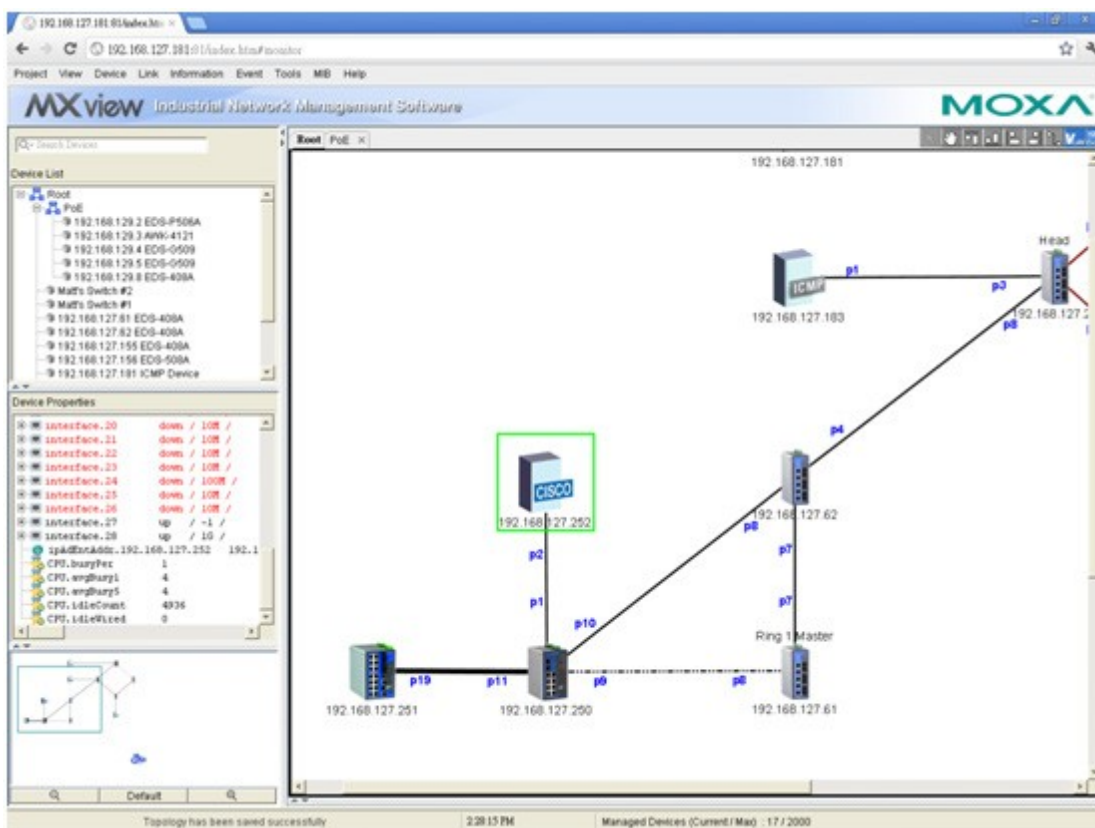 192.168.127.181:81/index.htm
192.168.127.181:81/index.htm#monitor
Project View Device Link Information Event Tools MIB Help
MXview Industrial Network Management Software
MOXA
Search Devices
Root PoE
Device List
Root
PoE
192.168.129.2 EDS-P506A
192.168.129.3 AWK-4121
192.168.129.4 EDS-G509
192.168.129.5 EDS-G509
192.168.129.8 EDS-408A
Matt's Switch #2
Matt's Switch #1
192.168.127.61 EDS-408A
192.168.127.62 EDS-408A
192.168.127.155 EDS-408A
192.168.127.156 EDS-508A
192.168.127.181 ICMP Device
Device Properties
interface.20 down / 10M /
interface.21 down / 10M /
interface.22 down / 10M /
interface.23 down / 10M /
interface.24 down / 100M /
interface.25 down / 10M /
interface.26 down / 10M /
interface.27 up / -1 /
interface.28 up / 1G /
ipAdEntAddr.192.168.127.252 192.1
CPU.busyPer 1
CPU.avgBusy1 4
CPU.avgBusy5 4
CPU.idleCount 4936
CPU.idleWired 0
Default
192.168.127.181
Head
p1
p3
ICMP
192.168.127.183
192.168.127.2
p8
p4
CISCO
192.168.127.252
192.168.127.62
p8
p2
p7
p1
p7
p10
Ring 1 Master
p19
p11
p9
p8
192.168.127.251
192.168.127.250
192.168.127.61
Topology has been saved successfully
2:28:15 PM
Managed Devices (Current / Max) : 17 / 2000